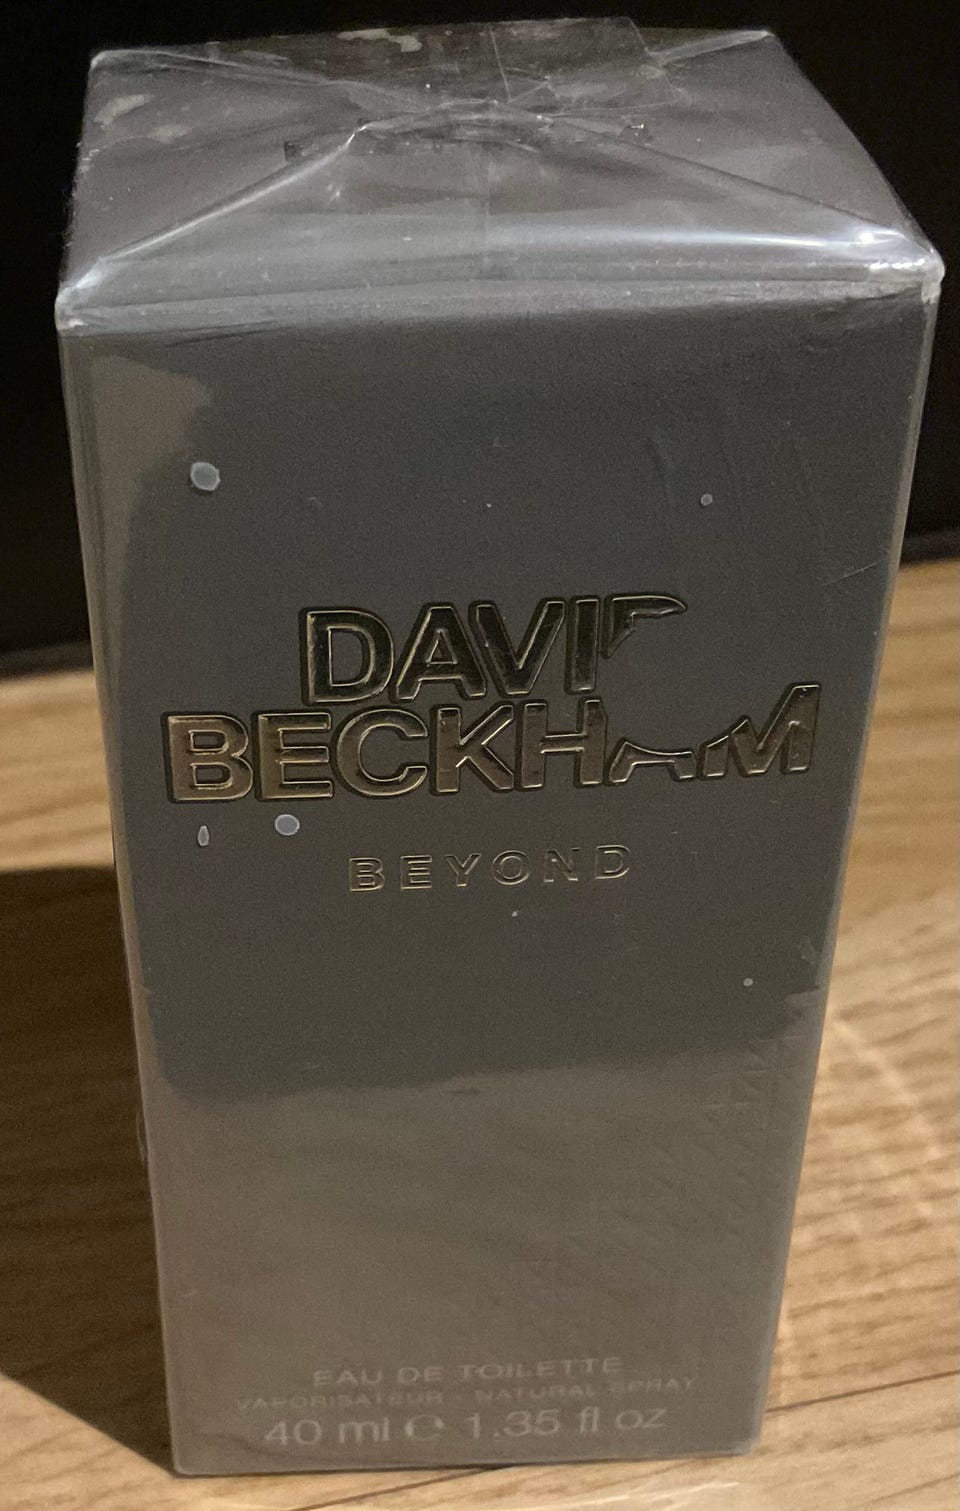 DAVID
BECKHAM
BEYOND
EAU DE TOILETTE
VAPORISATEUR - NATURAL SPRAY
40 ml ℮ 1.35 fl oz